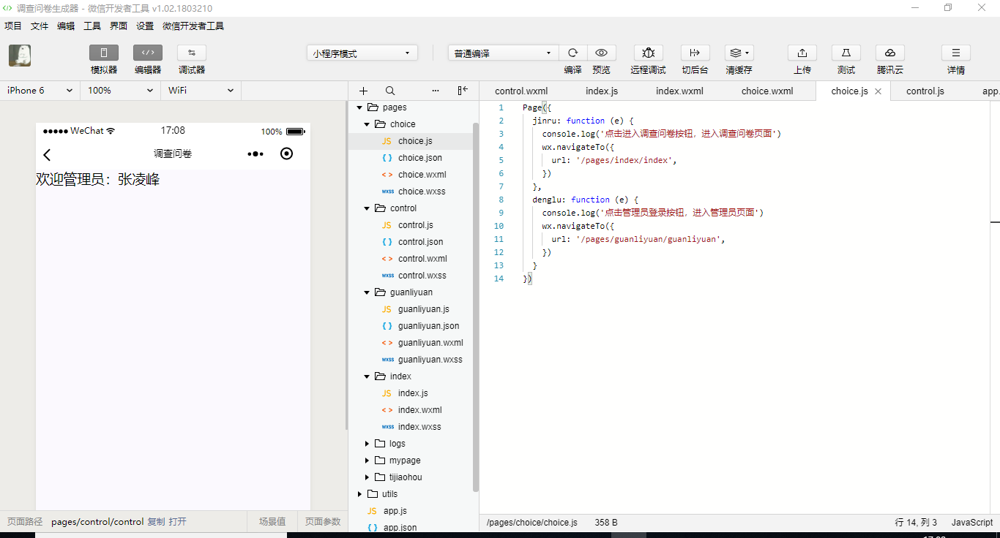 调查问卷生成器 - 微信开发者工具 v1.02.1803210
项目 文件 编辑 工具 界面 设置 微信开发者工具
小程序模式 普通编译
模拟器 编辑器 调试器 编译 预览 远程调试 切后台 清缓存 上传 测试 腾讯云 详情
iPhone 6 100% WiFi
control.wxml index.js index.wxml choice.wxml choice.js control.js app.
WeChat 17:08 100%
调查问卷
欢迎管理员：张凌峰
页面路径 pages/control/control 复制 打开 场景值 页面参数
pages
choice
JS choice.js
{ } choice.json
< > choice.wxml
wxss choice.wxss
control
JS control.js
{ } control.json
< > control.wxml
wxss control.wxss
guanliyuan
JS guanliyuan.js
{ } guanliyuan.json
< > guanliyuan.wxml
wxss guanliyuan.wxss
index
JS index.js
< > index.wxml
wxss index.wxss
logs
mypage
tijiaohou
utils
JS app.js
{ } app.json
1 Page({
2 jinru: function (e) {
3 console.log('点击进入调查问卷按钮，进入调查问卷页面')
4 wx.navigateTo({
5 url: '/pages/index/index',
6 })
7 },
8 denglu: function (e) {
9 console.log('点击管理员登录按钮，进入管理员页面')
10 wx.navigateTo({
11 url: '/pages/guanliyuan/guanliyuan',
12 })
13 }
14 })
/pages/choice/choice.js 358 B 行 14, 列 3 JavaScript